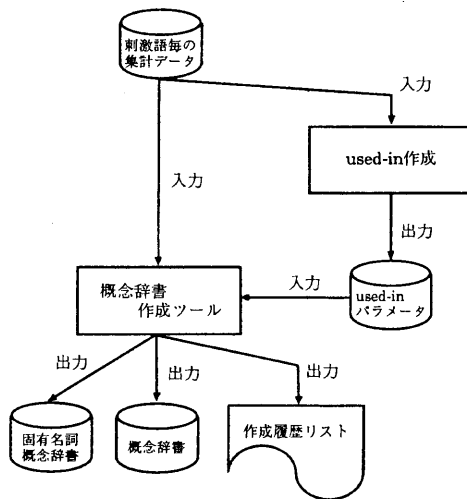 刺激語毎の
集計データ
入力
used-in作成
入力
出力
入力
used-in
パラメータ
概念辞書
作成ツール
出力
出力
出力
固有名詞
概念辞書
概念辞書
作成履歴リスト